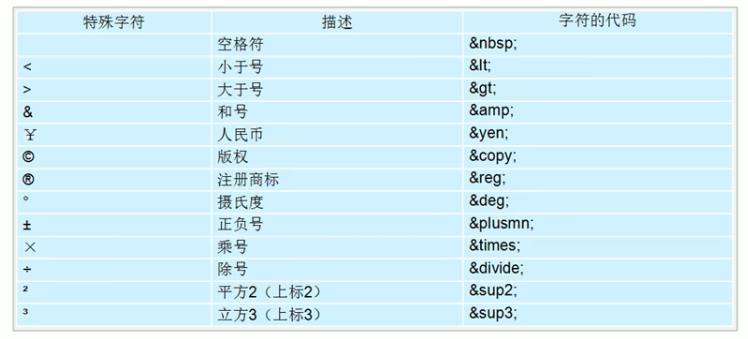 特殊字符 描述 字符的代码
空格符 &nbsp;
< 小于号 &lt;
> 大于号 &gt;
& 和号 &amp;
¥ 人民币 &yen;
© 版权 &copy;
® 注册商标 &reg;
° 摄氏度 &deg;
± 正负号 &plusmn;
× 乘号 &times;
÷ 除号 &divide;
² 平方2（上标2） &sup2;
³ 立方3（上标3） &sup3;